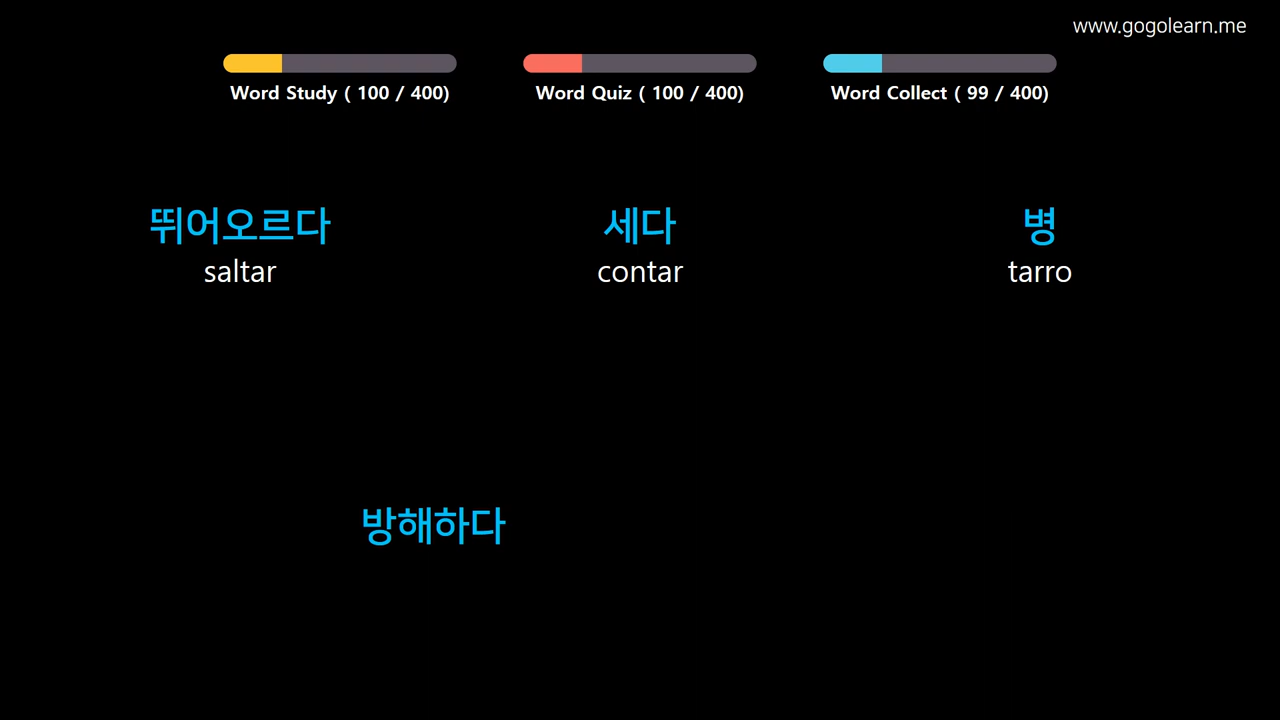 www.gogolearn.me
Word Study ( 100 / 400)
Word Quiz ( 100 / 400)
Word Collect ( 99 / 400)
뛰어오르다
세다
병
saltar
contar
tarro
방해하다